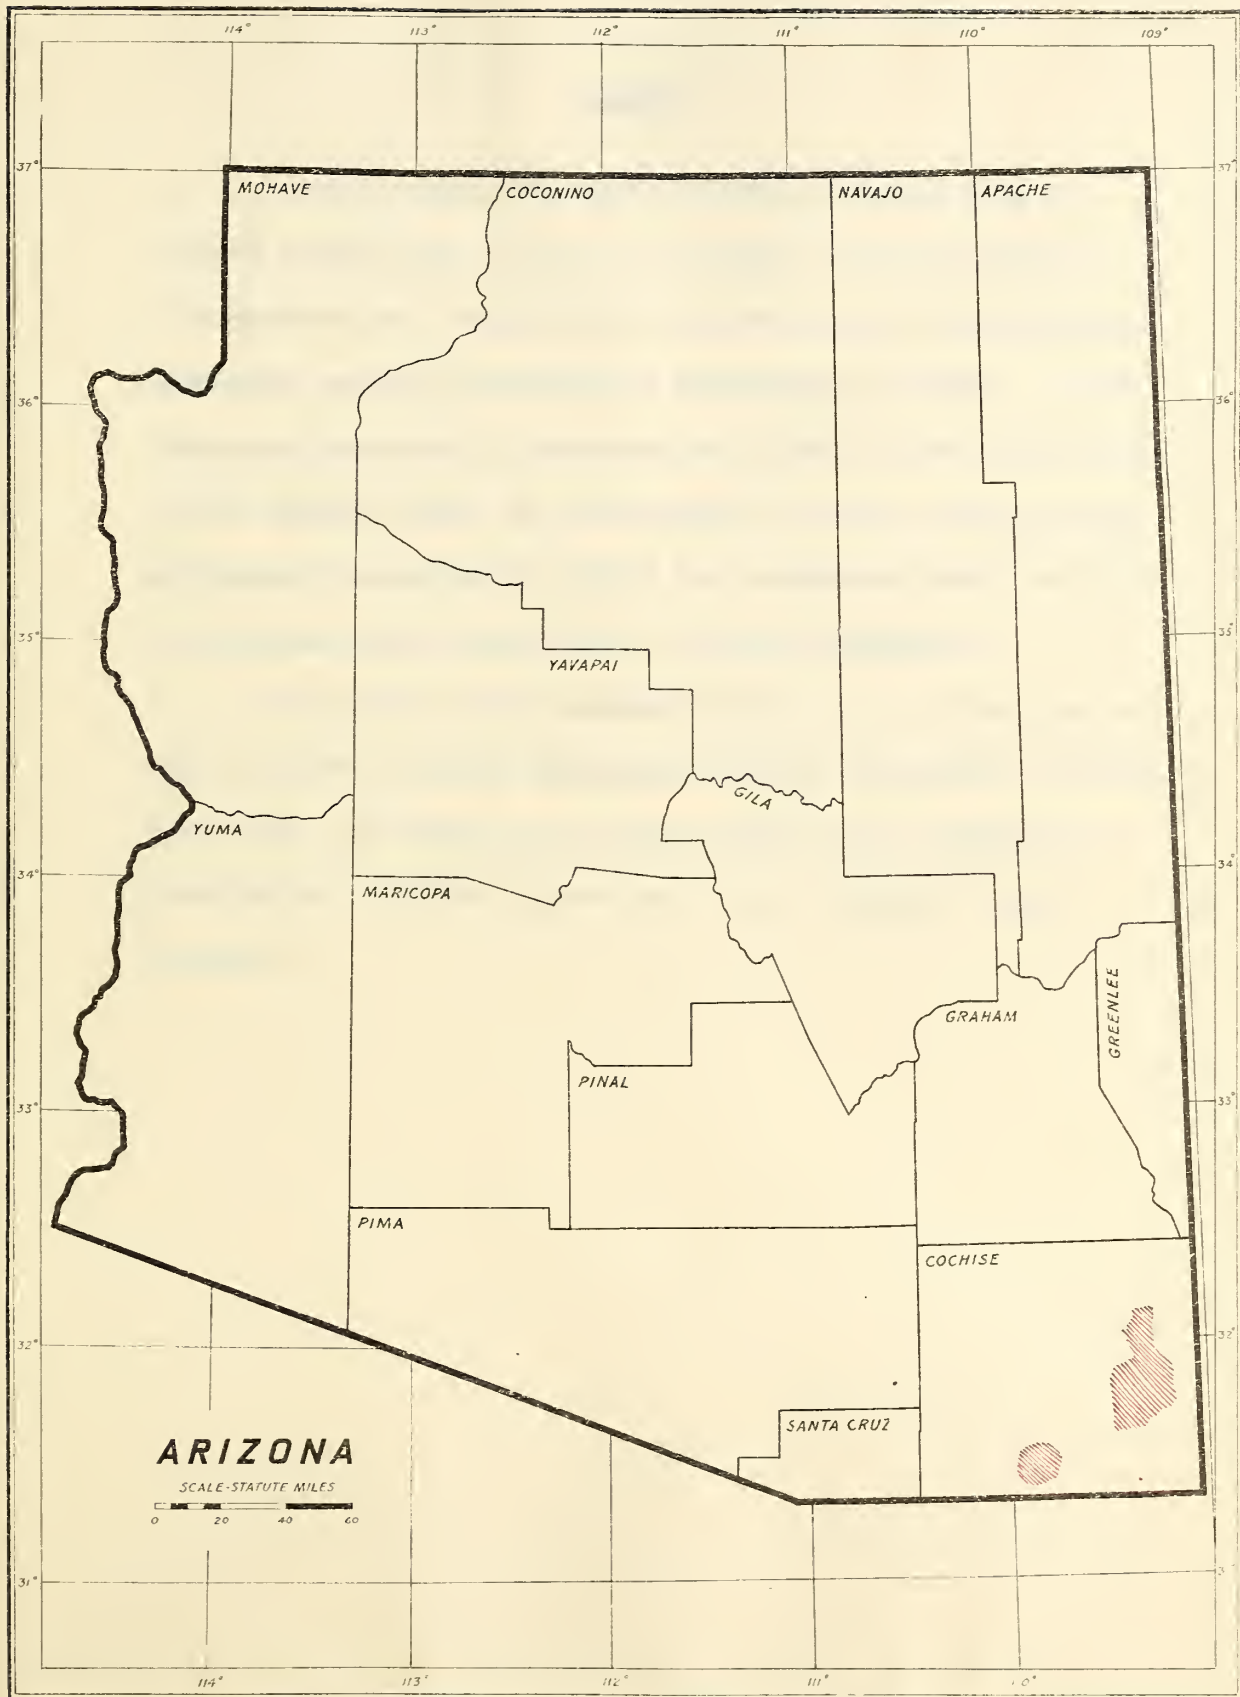 114° 113° 112° 111° 110° 109°
37° 37°
MOHAVE COCONINO NAVAJO APACHE
36° 36°
35° 35°
YAVAPAI
GILA
YUMA
34° 34°
MARICOPA
GREENLEE
GRAHAM
PINAL
33° 33°
PIMA
COCHISE
32° 32°
SANTA CRUZ
ARIZONA
SCALE-STATUTE MILES
0 20 40 60
31°
114° 113° 112° 111°